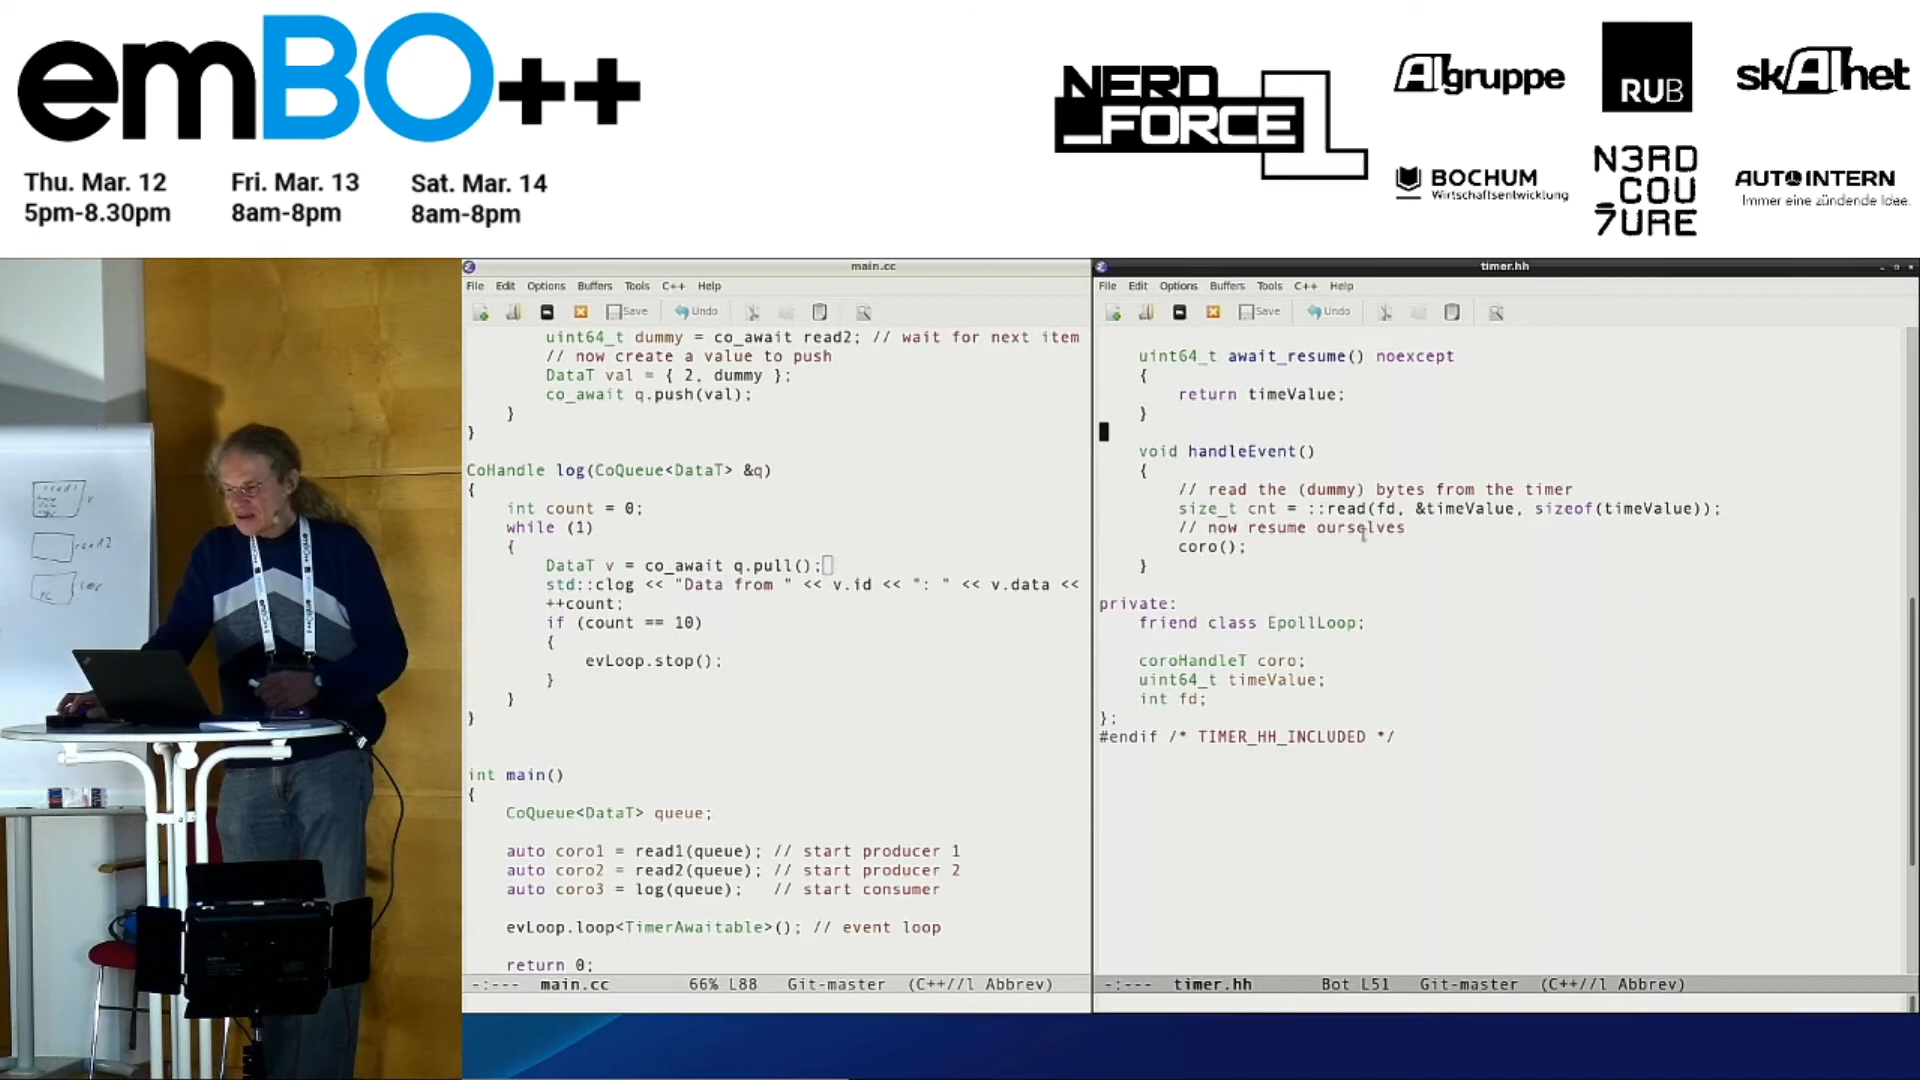 emBO++
Thu. Mar. 12
5pm-8.30pm
Fri. Mar. 13
8am-8pm
Sat. Mar. 14
8am-8pm
NERD
_FORCE
1
AIgruppe
RUB
skAInet
BOCHUM
Wirtschaftsentwicklung
N3RD
_COU
7URE
AUTOINTERN
Immer eine zündende Idee.
main.cc
File Edit Options Buffers Tools C++ Help
Save Undo
uint64_t dummy = co_await read2; // wait for next item
// now create a value to push
DataT val = { 2, dummy };
co_await q.push(val);
}
}
CoHandle log(CoQueue<DataT> &q)
{
int count = 0;
while (1)
{
DataT v = co_await q.pull();
std::clog << "Data from " << v.id << ": " << v.data <<
++count;
if (count == 10)
{
evLoop.stop();
}
}
}
int main()
{
CoQueue<DataT> queue;
auto coro1 = read1(queue); // start producer 1
auto coro2 = read2(queue); // start producer 2
auto coro3 = log(queue); // start consumer
evLoop.loop<TimerAwaitable>(); // event loop
return 0;
-:--- main.cc 66% L88 Git-master (C++//l Abbrev)
timer.hh
File Edit Options Buffers Tools C++ Help
Save Undo
uint64_t await_resume() noexcept
{
return timeValue;
}
void handleEvent()
{
// read the (dummy) bytes from the timer
size_t cnt = ::read(fd, &timeValue, sizeof(timeValue));
// now resume ourselves
coro();
}
private:
friend class EpollLoop;
coroHandleT coro;
uint64_t timeValue;
int fd;
};
#endif /* TIMER_HH_INCLUDED */
-:--- timer.hh Bot L51 Git-master (C++//l Abbrev)